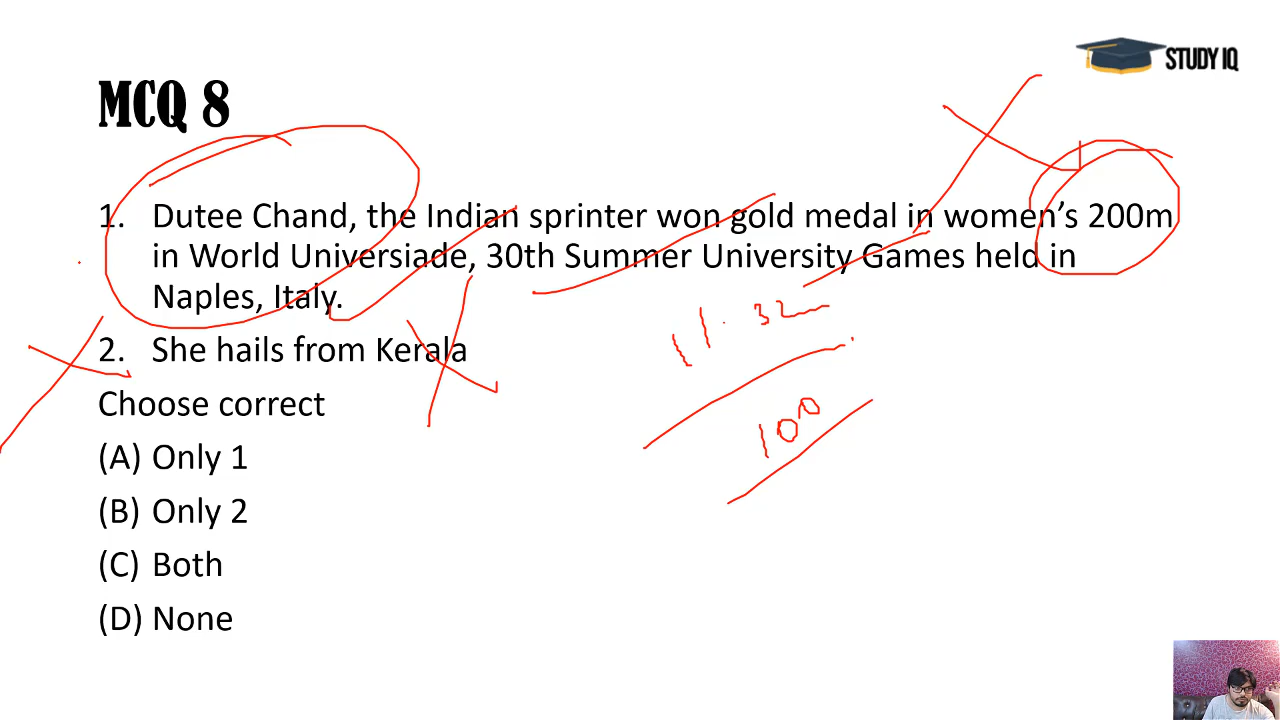 STUDY IQ
MCQ 8
1. Dutee Chand, the Indian sprinter won gold medal in women's 200m
in World Universiade, 30th Summer University Games held in
Naples, Italy.
11.32
2. She hails from Kerala
Choose correct
100
(A) Only 1
(B) Only 2
(C) Both
(D) None